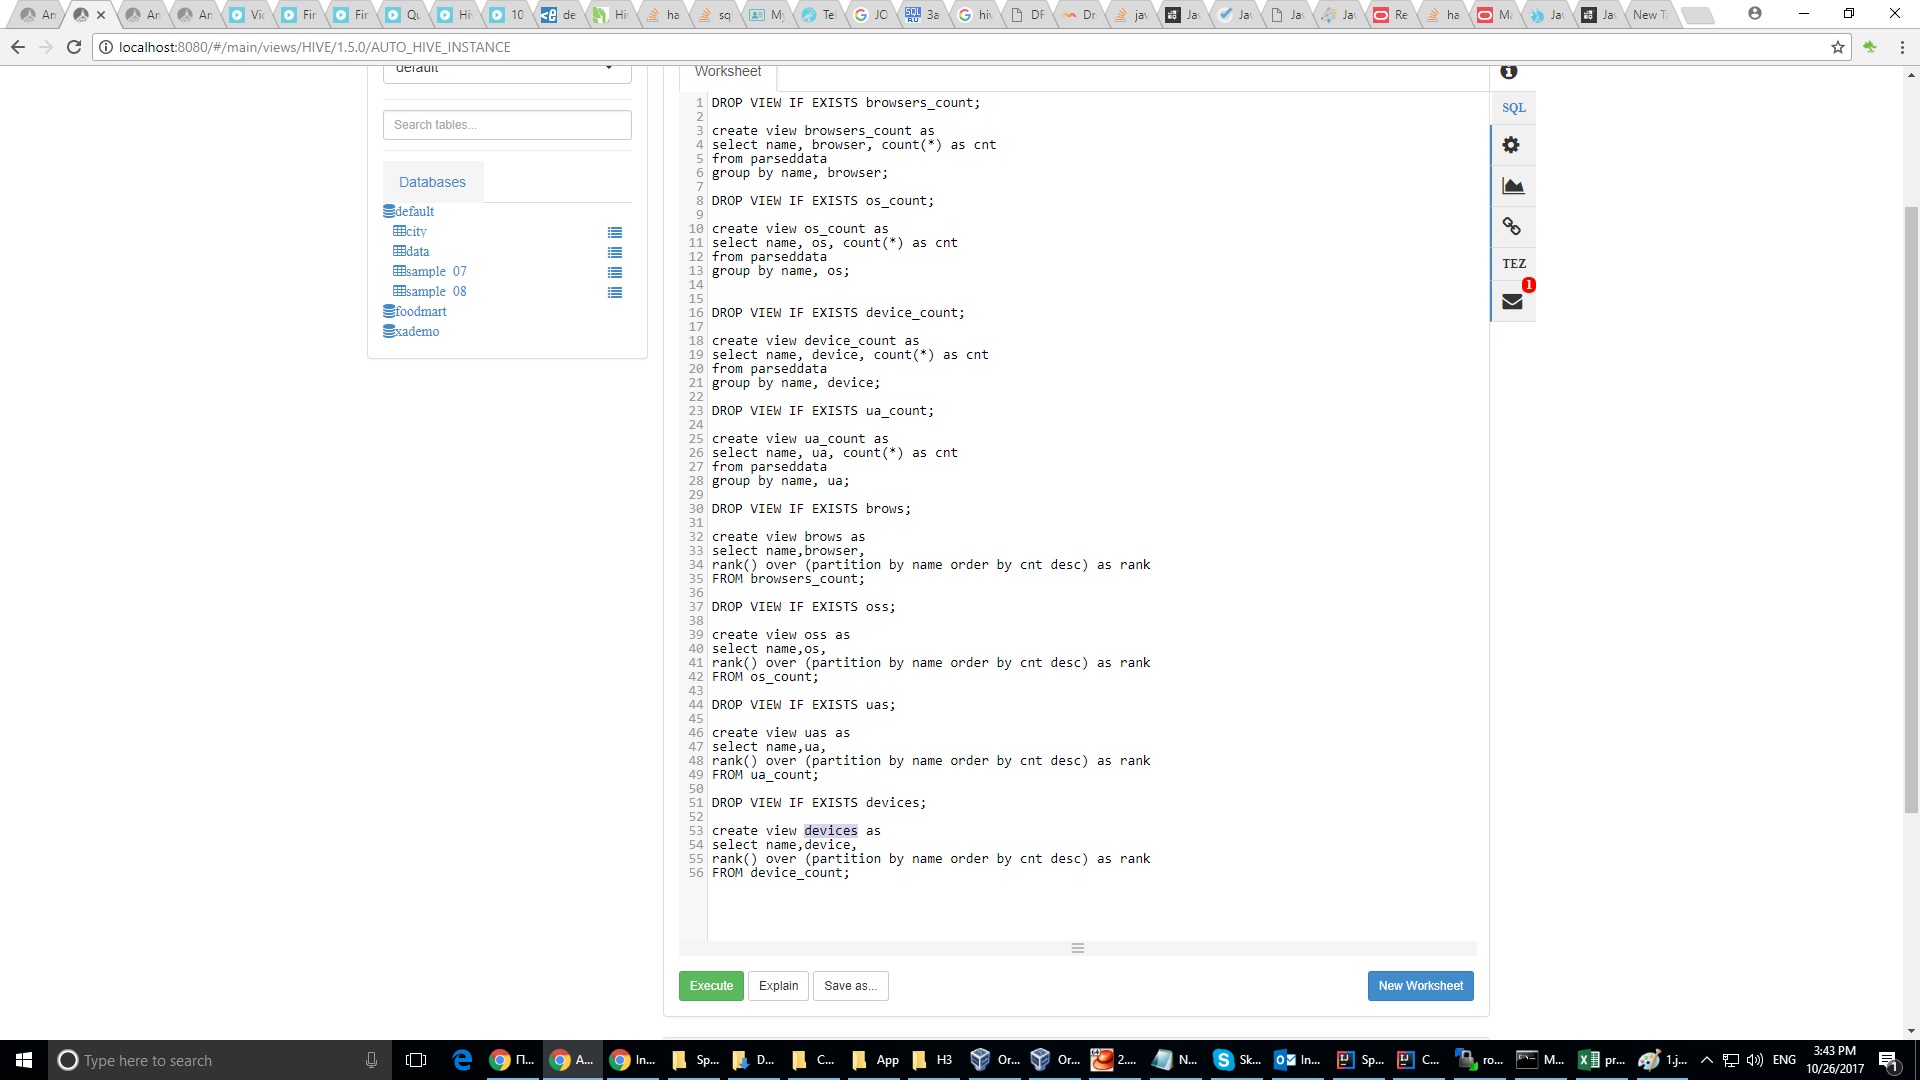 An
An
An
An
Vic
Fir
Fir
Qu
Hi
10
de
Hi
ha
sq
My
Tel
JO
За
hiv
DF
Dr
jav
Jav
Jav
Jav
Jav
Re
ha
Ma
Jav
Jav
New T
localhost:8080/#/main/views/HIVE/1.5.0/AUTO_HIVE_INSTANCE
default
Search tables...
Databases
default
city
data
sample_07
sample_08
foodmart
xademo
Worksheet
1 DROP VIEW IF EXISTS browsers_count;
2
3 create view browsers_count as
4 select name, browser, count(*) as cnt
5 from parseddata
6 group by name, browser;
7
8 DROP VIEW IF EXISTS os_count;
9
10 create view os_count as
11 select name, os, count(*) as cnt
12 from parseddata
13 group by name, os;
14
15
16 DROP VIEW IF EXISTS device_count;
17
18 create view device_count as
19 select name, device, count(*) as cnt
20 from parseddata
21 group by name, device;
22
23 DROP VIEW IF EXISTS ua_count;
24
25 create view ua_count as
26 select name, ua, count(*) as cnt
27 from parseddata
28 group by name, ua;
29
30 DROP VIEW IF EXISTS brows;
31
32 create view brows as
33 select name,browser,
34 rank() over (partition by name order by cnt desc) as rank
35 FROM browsers_count;
36
37 DROP VIEW IF EXISTS oss;
38
39 create view oss as
40 select name,os,
41 rank() over (partition by name order by cnt desc) as rank
42 FROM os_count;
43
44 DROP VIEW IF EXISTS uas;
45
46 create view uas as
47 select name,ua,
48 rank() over (partition by name order by cnt desc) as rank
49 FROM ua_count;
50
51 DROP VIEW IF EXISTS devices;
52
53 create view devices as
54 select name,device,
55 rank() over (partition by name order by cnt desc) as rank
56 FROM device_count;
SQL
TEZ
1
Execute
Explain
Save as...
New Worksheet
Type here to search
П...
A...
In...
Sp...
D...
C...
App
H3
Or...
Or...
2....
N...
Sk...
In...
Sp...
C...
ro...
M...
pr...
1.j...
ENG
3:43 PM
10/26/2017
1